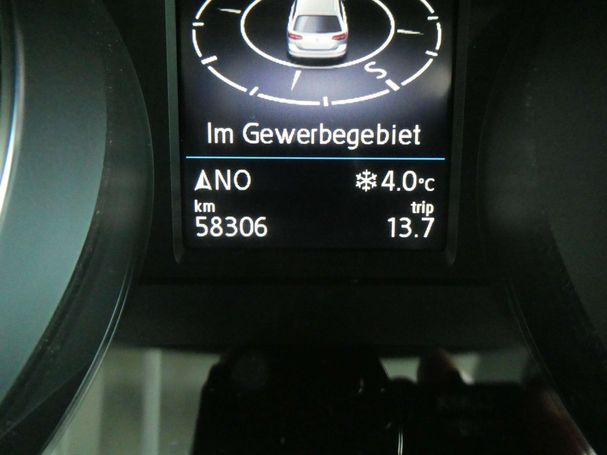 S
Im Gewerbegebiet
NO 4.0°C
km trip
58306 13.7